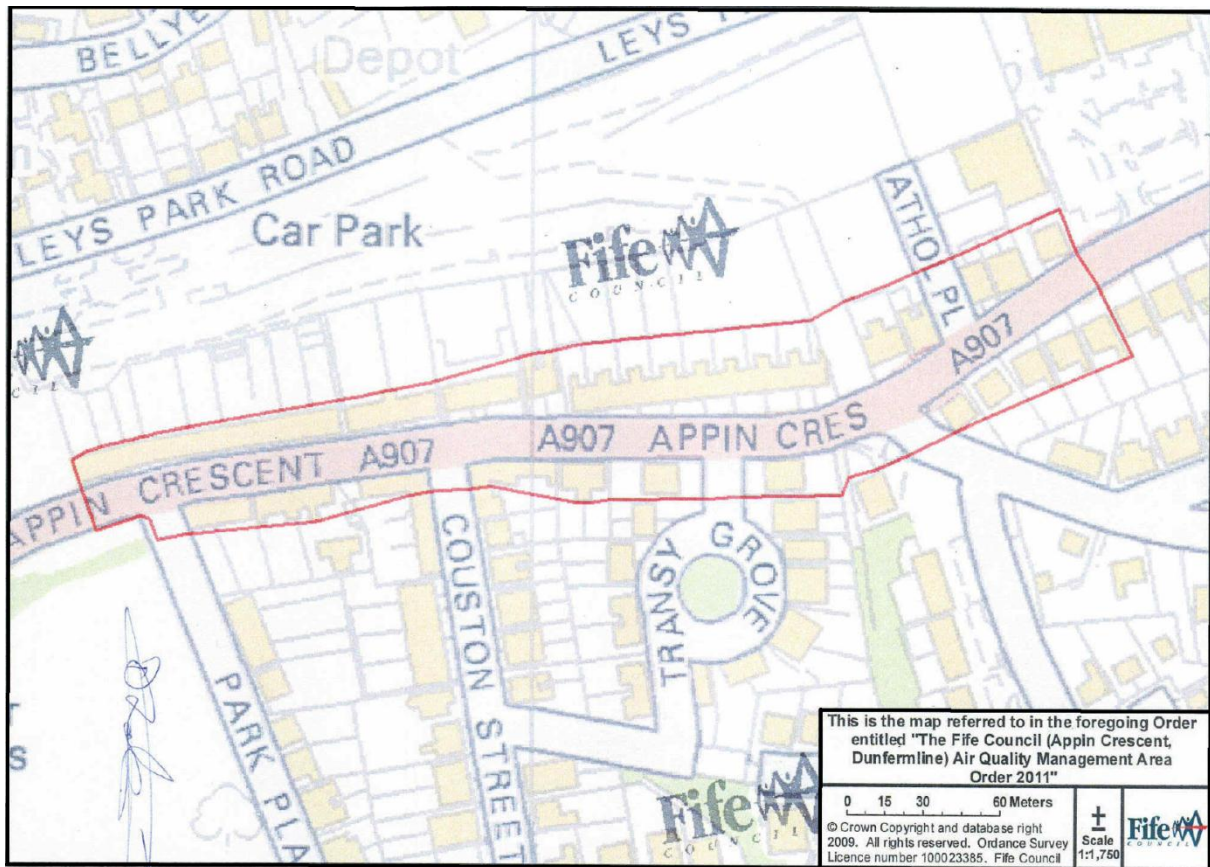 BELLYE
Depot
LEYS P
LEYS PARK ROAD
Car Park
Fife
COUNCIL
ATHOL PL
CIL
A907
APPIN CRESCENT A907
A907 APPIN CRES
APPIN
COUSTON STREET
TRANSY GROVE
PARK PLA
S
Fife
COUNCIL
This is the map referred to in the foregoing Order
entitled "The Fife Council (Appin Crescent,
Dunfermline) Air Quality Management Area
Order 2011"
0 15 30 60 Meters
© Crown Copyright and database right
2009. All rights reserved. Ordance Survey
Licence number 100023385. Fife Council
±
Scale
1:1,750
Fife
COUNCIL